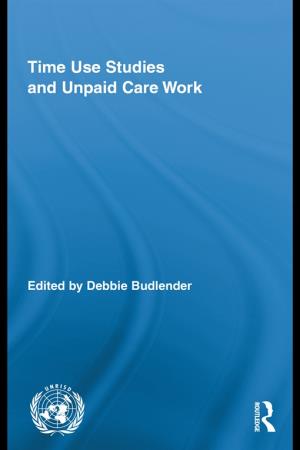 Time Use Studies
and Unpaid Care Work
Edited by Debbie Budlender
UNRISD
ROUTLEDGE